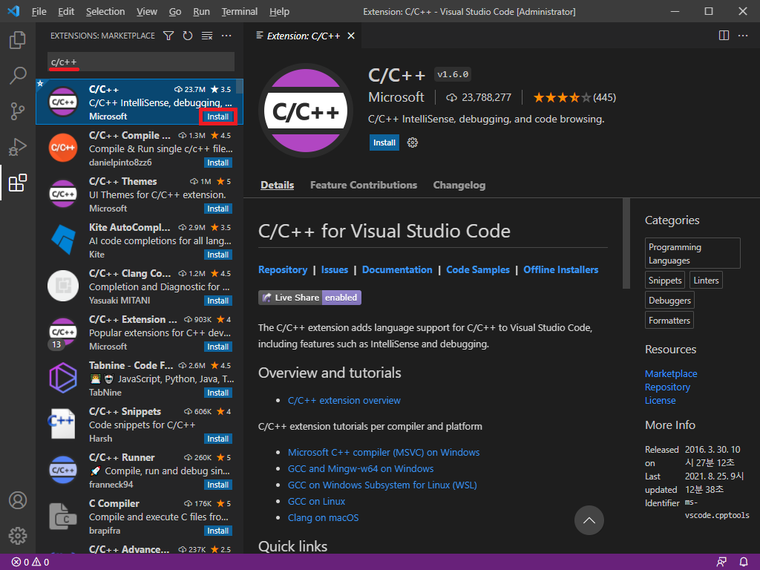 File Edit Selection View Go Run Terminal Help
Extension: C/C++ - Visual Studio Code [Administrator]
EXTENSIONS: MARKETPLACE
c/c++
C/C++ 23.7M 3.5
C/C++ IntelliSense, debugging, ...
Microsoft Install
C/C++ Compile ... 1.3M 4.5
Compile & Run single c/c++ file...
danielpinto8zz6 Install
C/C++ Themes 1M 5
UI Themes for C/C++ extension.
Microsoft Install
Kite AutoCompl... 2.9M 3.5
AI code completions for all lang...
Kite Install
C/C++ Clang Co... 1.2M 4.5
Completion and Diagnostic for ...
Yasuaki MITANI Install
C/C++ Extension ... 903K 4
Popular extensions for C++ dev...
Microsoft Install
13
Tabnine - Code F... 2.6M 4.5
JavaScript, Python, Java, T...
TabNine Install
C/C++ Snippets 606K 4
Code snippets for C/C++
Harsh Install
C/C++ Runner 260K 5
Compile, run and debug sin...
franneck94 Install
C Compiler 176K 5
Compile and execute C files fro...
brapifra Install
C/C++ Advance... 237K 2.5
Extension: C/C++
C/C++
C/C++ v1.6.0
Microsoft 23,788,277 (445)
C/C++ IntelliSense, debugging, and code browsing.
Install
Details Feature Contributions Changelog
C/C++ for Visual Studio Code
Repository | Issues | Documentation | Code Samples | Offline Installers
Live Share enabled
The C/C++ extension adds language support for C/C++ to Visual Studio Code,
including features such as IntelliSense and debugging.
Overview and tutorials
• C/C++ extension overview
C/C++ extension tutorials per compiler and platform
• Microsoft C++ compiler (MSVC) on Windows
• GCC and Mingw-w64 on Windows
• GCC on Windows Subsystem for Linux (WSL)
• GCC on Linux
• Clang on macOS
Quick links
Categories
Programming
Languages
Snippets Linters
Debuggers
Formatters
Resources
Marketplace
Repository
License
More Info
Released 2016. 3. 30. 10
on 시 27분 12초
Last 2021. 8. 25. 9시
updated 12분 38초
Identifier ms-
vscode.cpptools
0 0